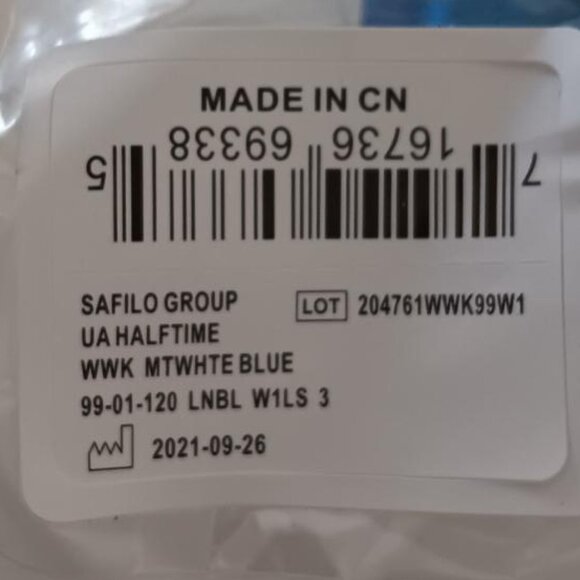 MADE IN CN
7 16736 69338 5
SAFILO GROUP LOT 204761WWK99W1
UA HALFTIME
WWK MTWHTE BLUE
99-01-120 LNBL W1LS 3
2021-09-26